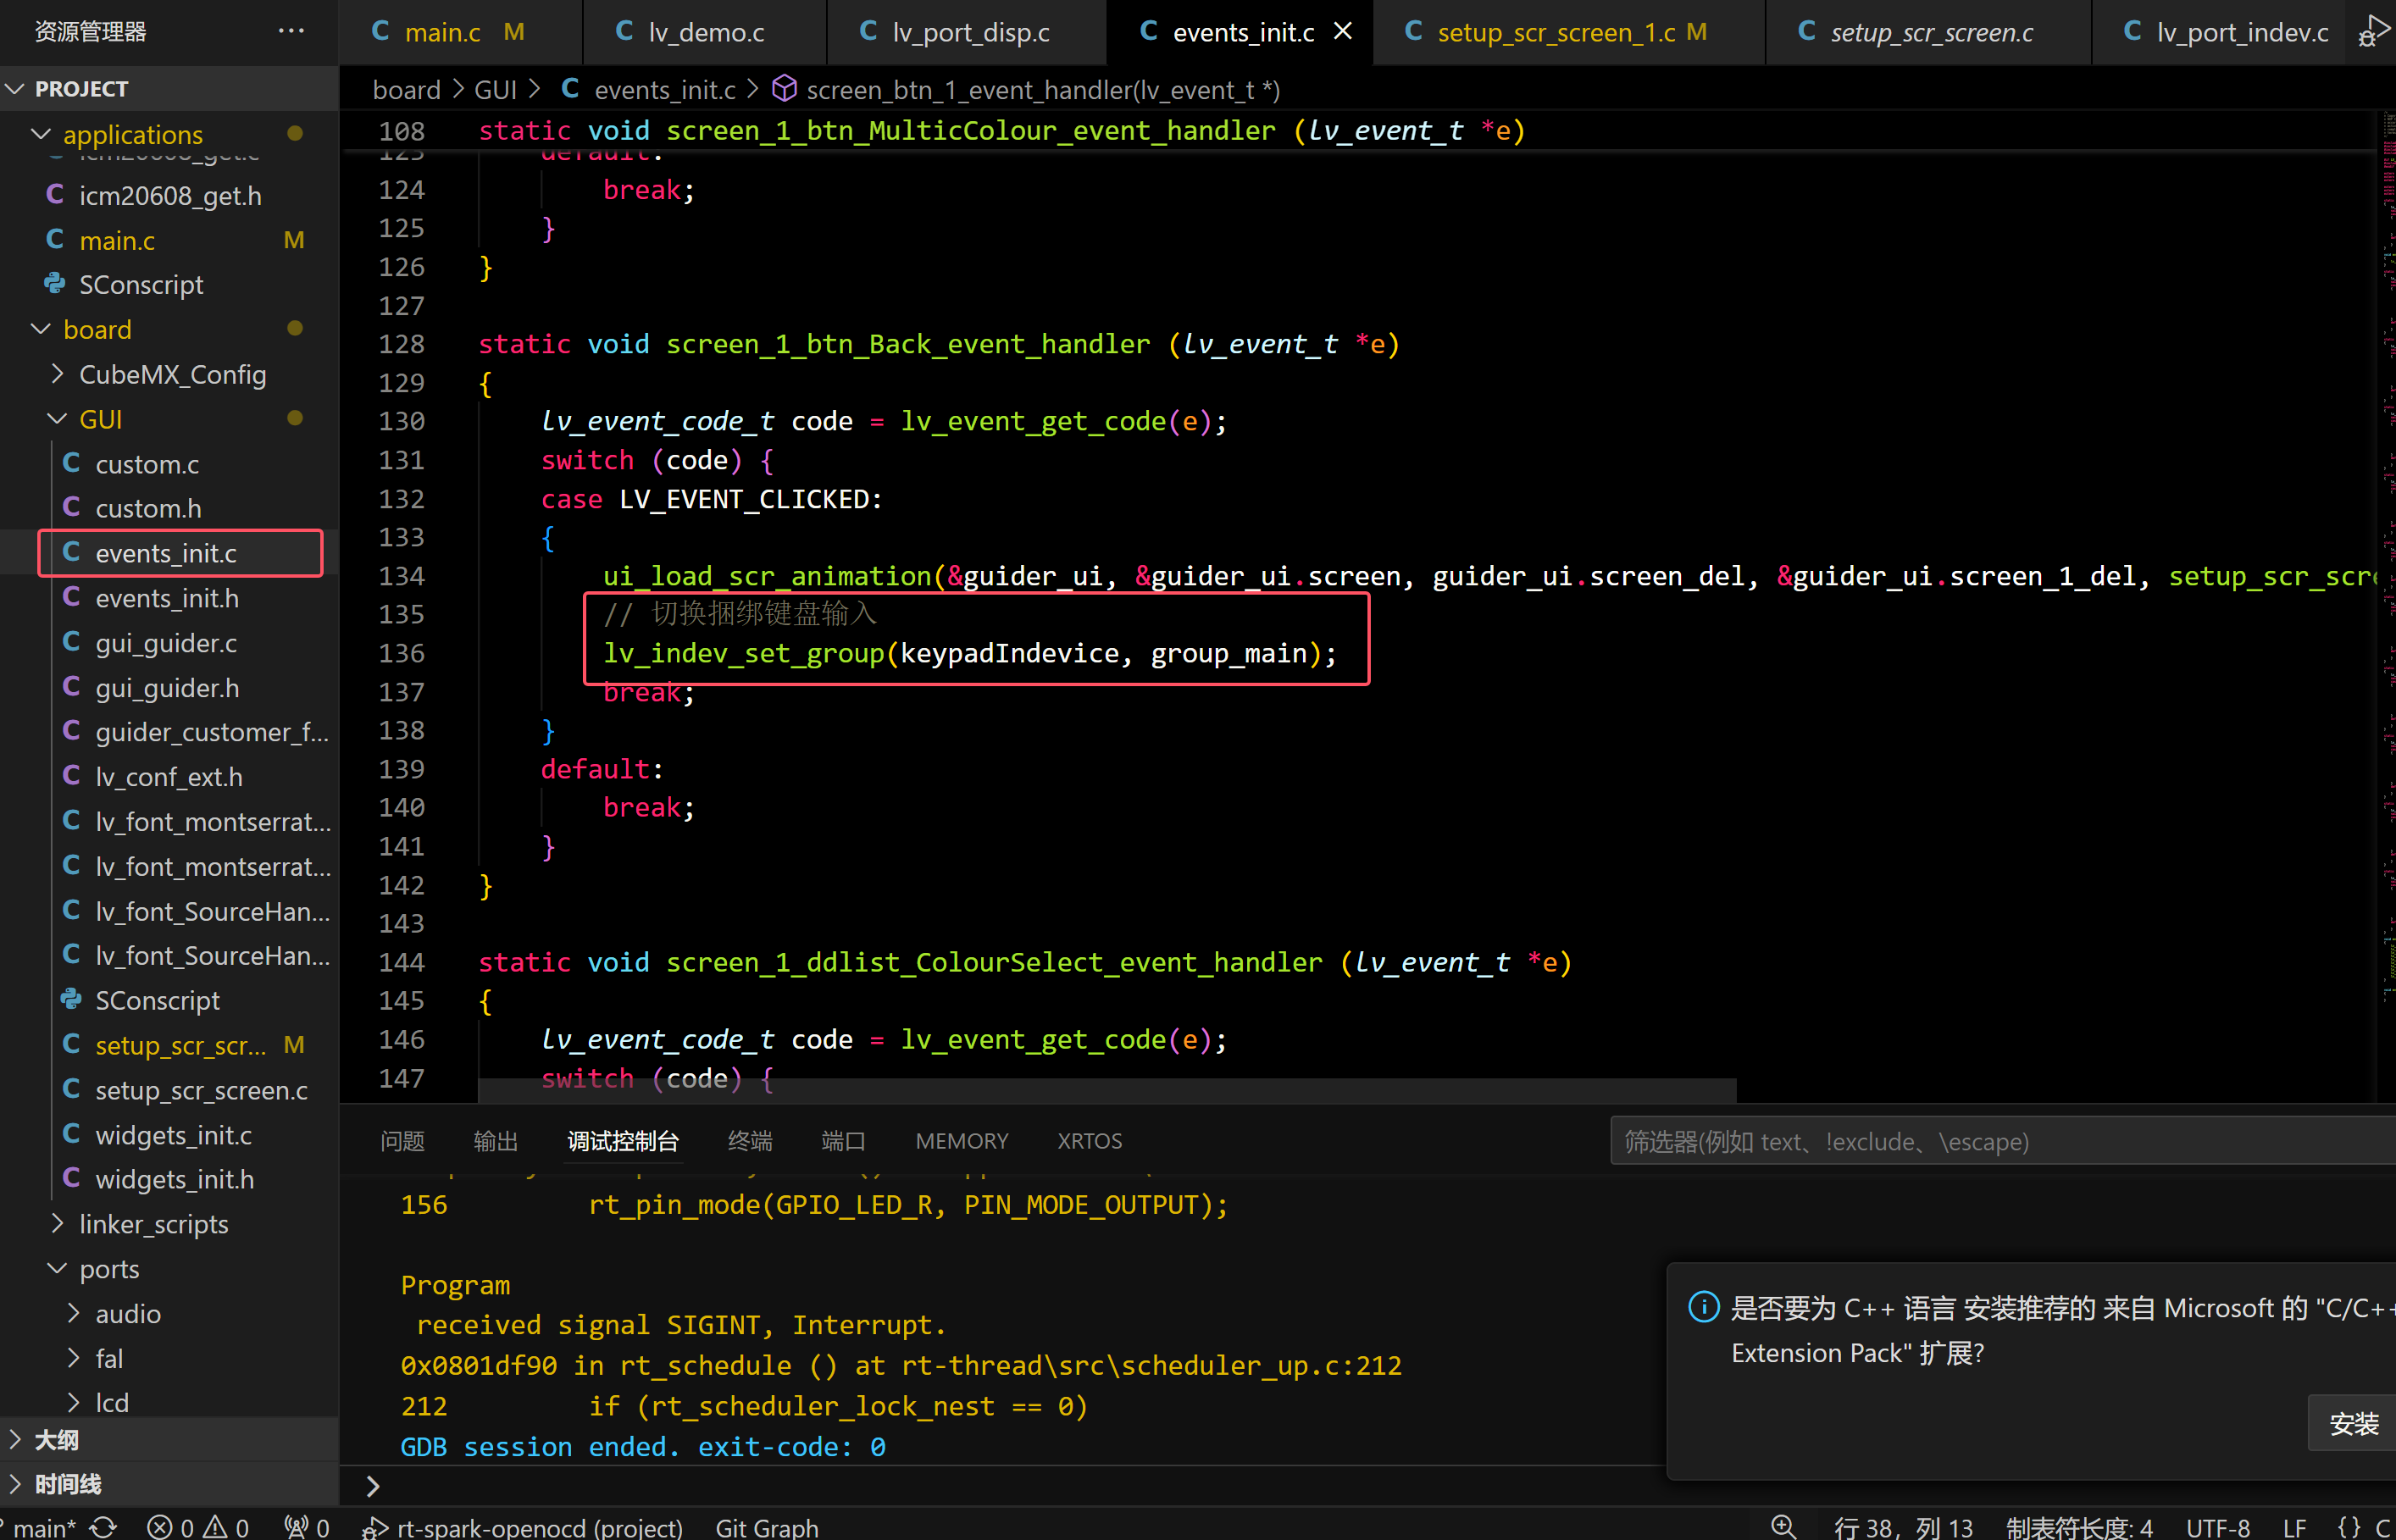 资源管理器 ···
main.c M
lv_demo.c
lv_port_disp.c
events_init.c
setup_scr_screen_1.c M
setup_scr_screen.c
lv_port_indev.c
PROJECT
applications
icm20608_get.c
icm20608_get.h
main.c M
SConscript
board
CubeMX_Config
GUI
custom.c
custom.h
events_init.c
events_init.h
gui_guider.c
gui_guider.h
guider_customer_f...
lv_conf_ext.h
lv_font_montserrat...
lv_font_montserrat...
lv_font_SourceHan...
lv_font_SourceHan...
SConscript
setup_scr_scr... M
setup_scr_screen.c
widgets_init.c
widgets_init.h
linker_scripts
ports
audio
fal
lcd
大纲
时间线
board > GUI > C events_init.c > screen_btn_1_event_handler(lv_event_t *)
108 static void screen_1_btn_MulticColour_event_handler (lv_event_t *e)
123 default:
124 break;
125 }
126 }
127
128 static void screen_1_btn_Back_event_handler (lv_event_t *e)
129 {
130 lv_event_code_t code = lv_event_get_code(e);
131 switch (code) {
132 case LV_EVENT_CLICKED:
133 {
134 ui_load_scr_animation(&guider_ui, &guider_ui.screen, guider_ui.screen_del, &guider_ui.screen_1_del, setup_scr_scre
135 // 切换捆绑键盘输入
136 lv_indev_set_group(keypadIndevice, group_main);
137 break;
138 }
139 default:
140 break;
141 }
142 }
143
144 static void screen_1_ddlist_ColourSelect_event_handler (lv_event_t *e)
145 {
146 lv_event_code_t code = lv_event_get_code(e);
147 switch (code) {
问题 输出 调试控制台 终端 端口 MEMORY XRTOS
筛选器(例如 text、!exclude、\escape)
156 rt_pin_mode(GPIO_LED_R, PIN_MODE_OUTPUT);
Program
received signal SIGINT, Interrupt.
0x0801df90 in rt_schedule () at rt-thread\src\scheduler_up.c:212
212 if (rt_scheduler_lock_nest == 0)
GDB session ended. exit-code: 0
是否要为 C++ 语言 安装推荐的 来自 Microsoft 的 "C/C++
Extension Pack" 扩展?
安装
main* 0 0 0 rt-spark-openocd (project) Git Graph 行 38，列 13 制表符长度: 4 UTF-8 LF {} C